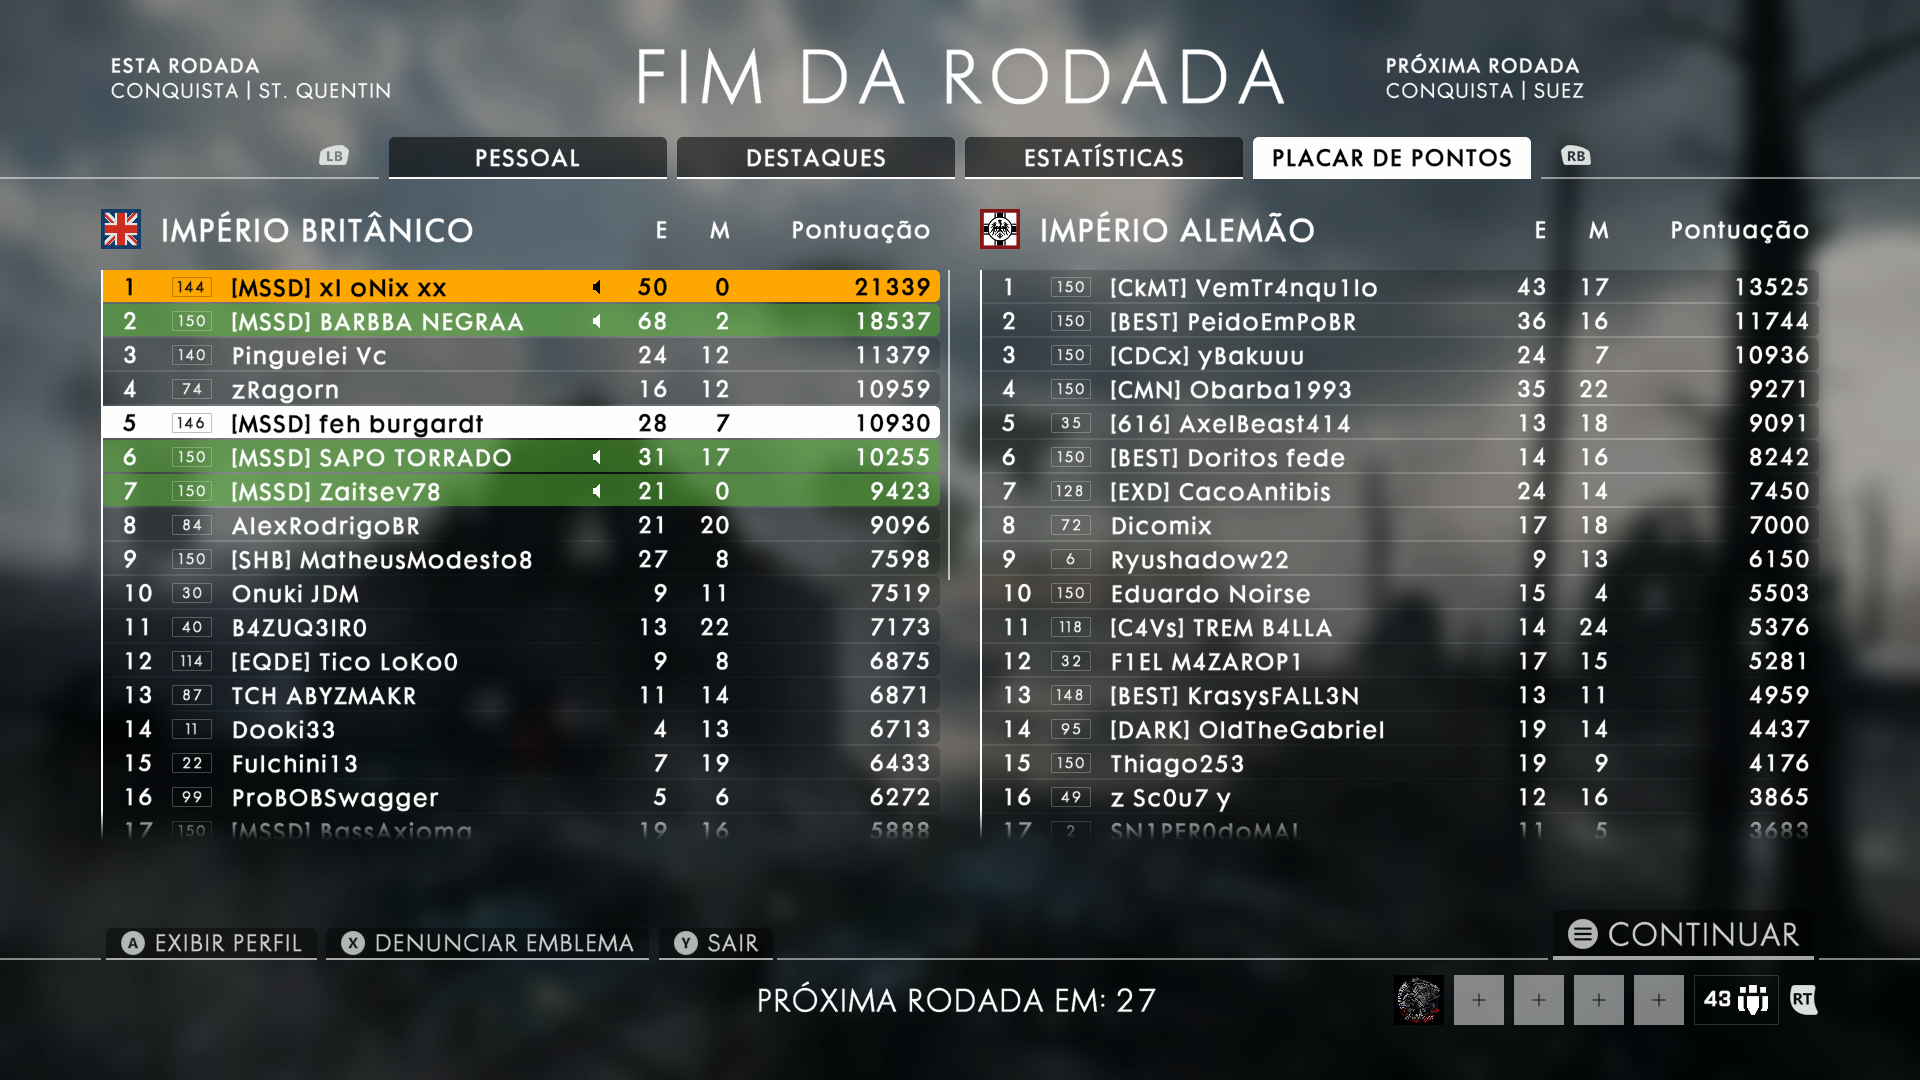 ESTA RODADA
CONQUISTA | ST. QUENTIN
FIM DA RODADA
PRÓXIMA RODADA
CONQUISTA | SUEZ
LB PESSOAL DESTAQUES ESTATÍSTICAS PLACAR DE PONTOS RB
IMPÉRIO BRITÂNICO E M Pontuação
1 144 [MSSD] xI oNix xx 50 0 21339
2 150 [MSSD] BARBBA NEGRAA 68 2 18537
3 140 Pinguelei Vc 24 12 11379
4 74 zRagorn 16 12 10959
5 146 [MSSD] feh burgardt 28 7 10930
6 150 [MSSD] SAPO TORRADO 31 17 10255
7 150 [MSSD] Zaitsev78 21 0 9423
8 84 AlexRodrigoBR 21 20 9096
9 150 [SHB] MatheusModesto8 27 8 7598
10 30 Onuki JDM 9 11 7519
11 40 B4ZUQ3IR0 13 22 7173
12 114 [EQDE] Tico LoKo0 9 8 6875
13 87 TCH ABYZMAKR 11 14 6871
14 11 Dooki33 4 13 6713
15 22 Fulchini13 7 19 6433
16 99 ProBOBSwagger 5 6 6272
17 150 [MSSD] BassAxioma 19 16 5888
IMPÉRIO ALEMÃO E M Pontuação
1 150 [CkMT] VemTr4nqu1lo 43 17 13525
2 150 [BEST] PeidoEmPoBR 36 16 11744
3 150 [CDCx] yBakuuu 24 7 10936
4 150 [CMN] Obarba1993 35 22 9271
5 35 [616] AxelBeast414 13 18 9091
6 150 [BEST] Doritos fede 14 16 8242
7 128 [EXD] CacoAntibis 24 14 7450
8 72 Dicomix 17 18 7000
9 6 Ryushadow22 9 13 6150
10 150 Eduardo Noirse 15 4 5503
11 118 [C4Vs] TREM B4LLA 14 24 5376
12 32 F1EL M4ZAROP1 17 15 5281
13 148 [BEST] KrasysFALL3N 13 11 4959
14 95 [DARK] OldTheGabriel 19 14 4437
15 150 Thiago253 19 9 4176
16 49 z Sc0u7 y 12 16 3865
17 2 SN1PER0doMAL 11 5 3683
A EXIBIR PERFIL X DENUNCIAR EMBLEMA Y SAIR
CONTINUAR
PRÓXIMA RODADA EM: 27
+ + + + 43 RT